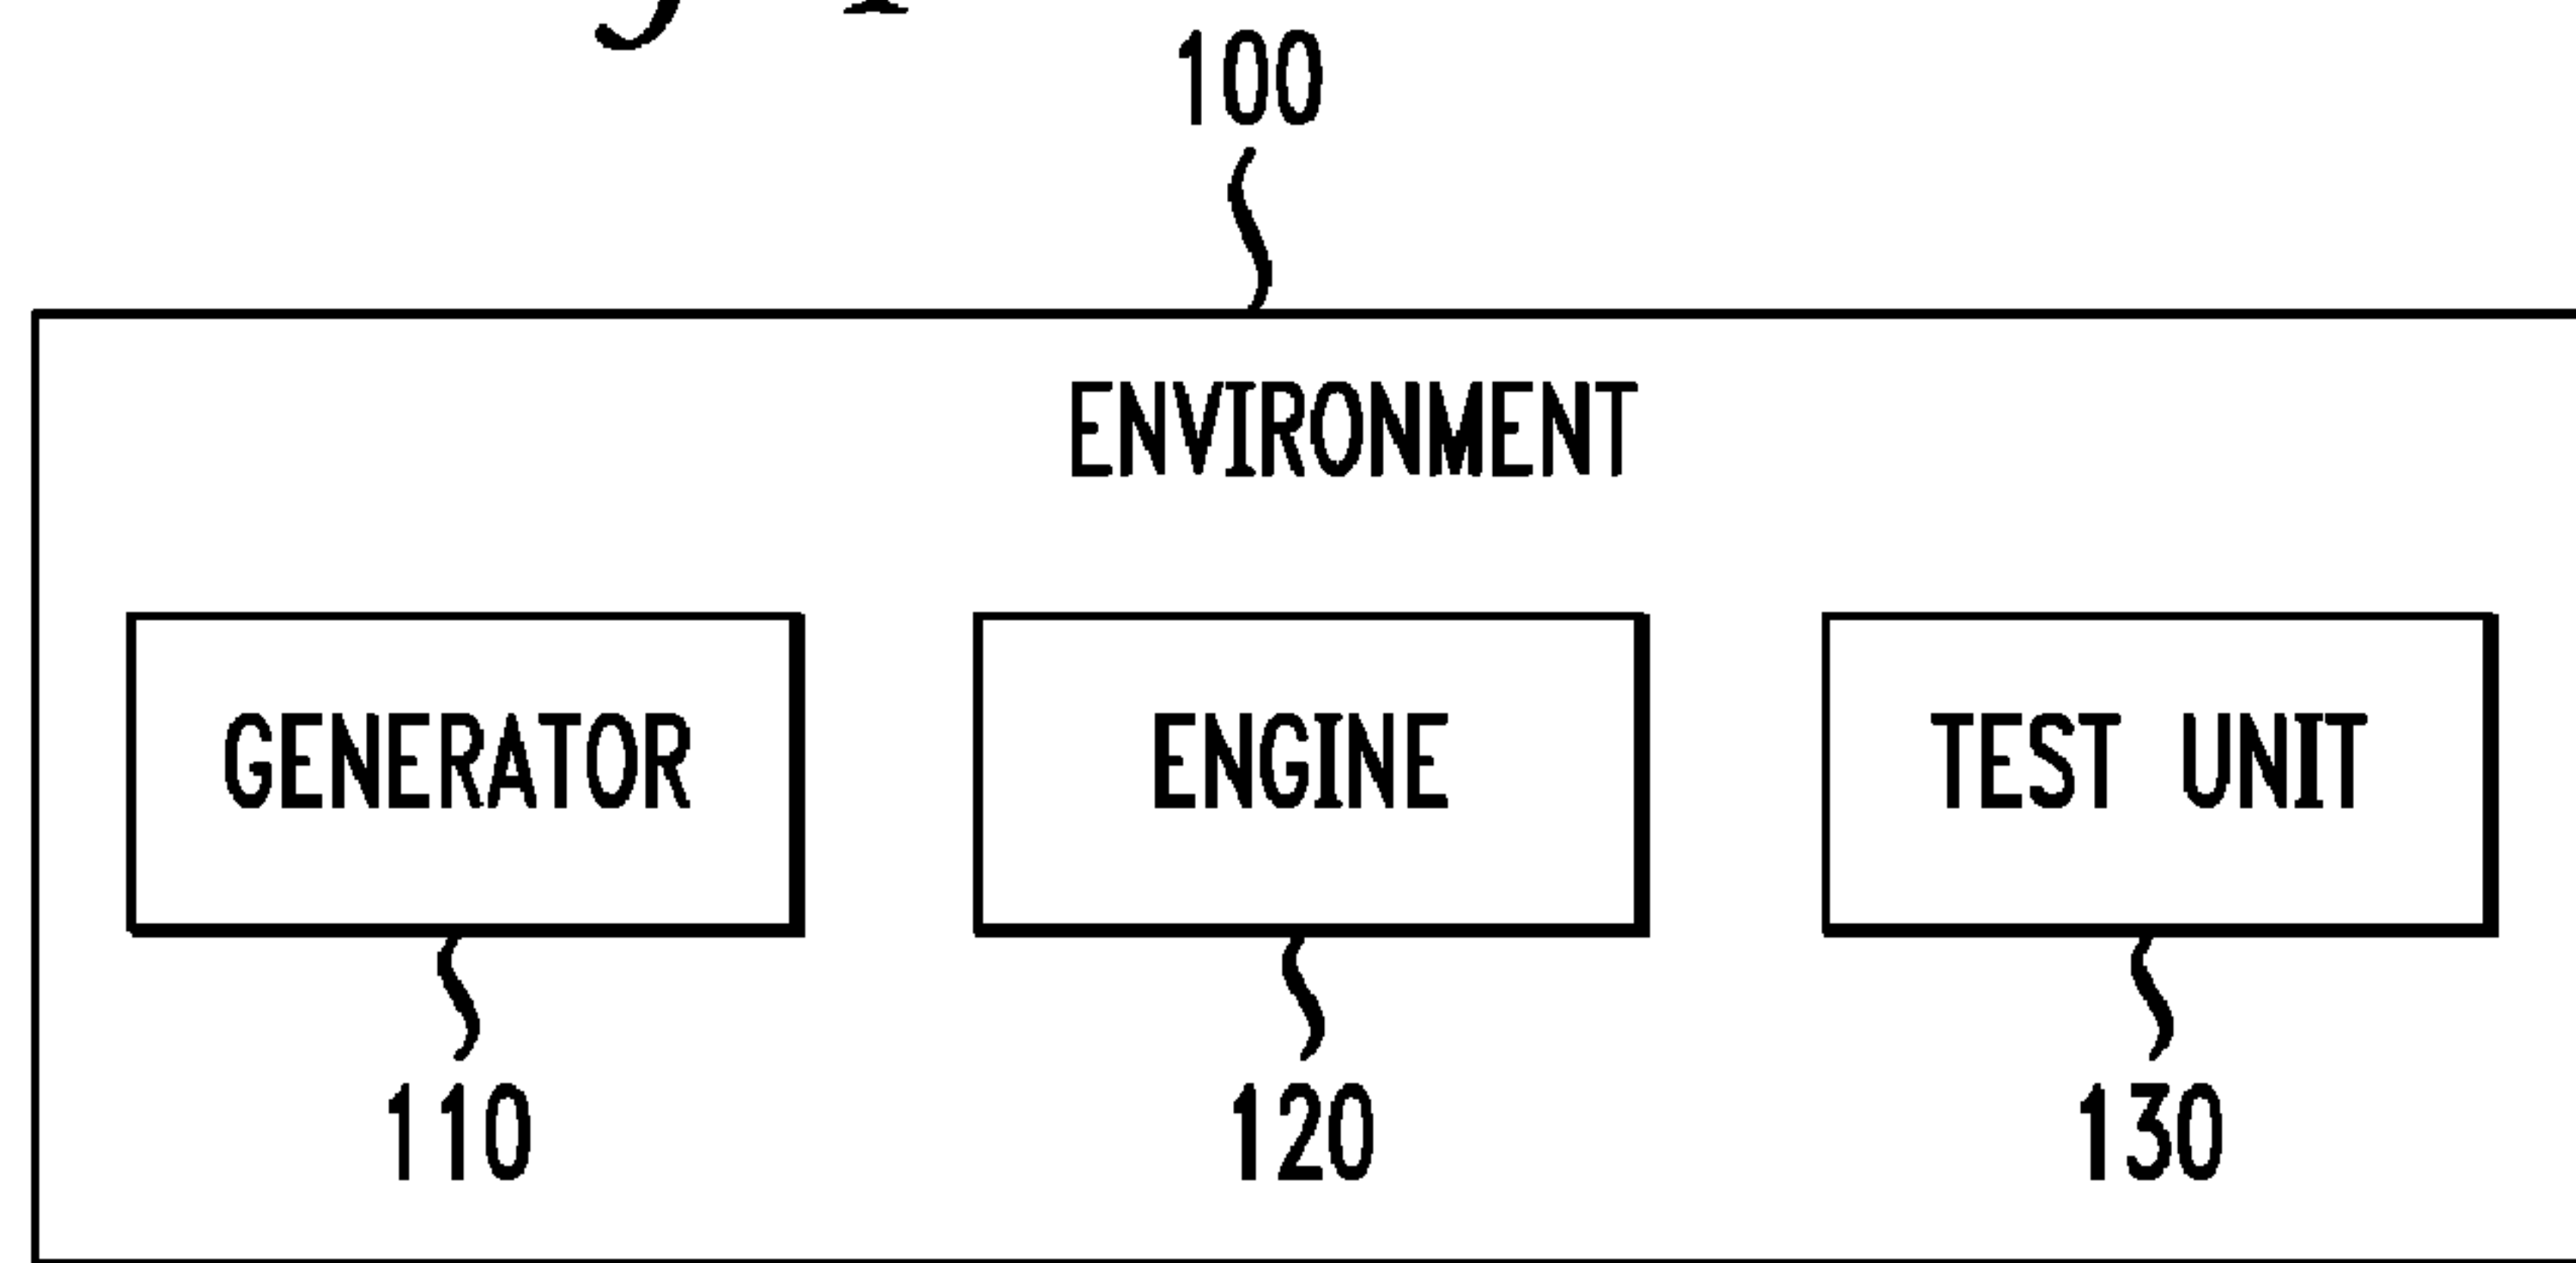 100
ENVIRONMENT
GENERATOR ENGINE TEST UNIT
110 120 130